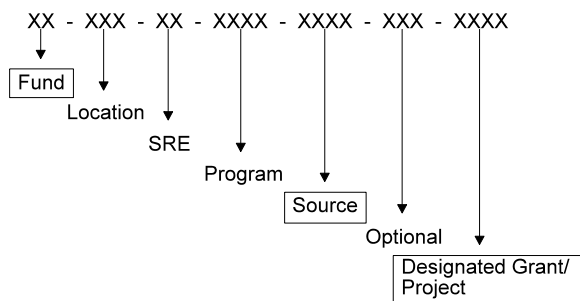 XX - XXX - XX - XXXX - XXXX - XXX - XXXX
Fund
Location
SRE
Program
Source
Optional
Designated Grant/
Project